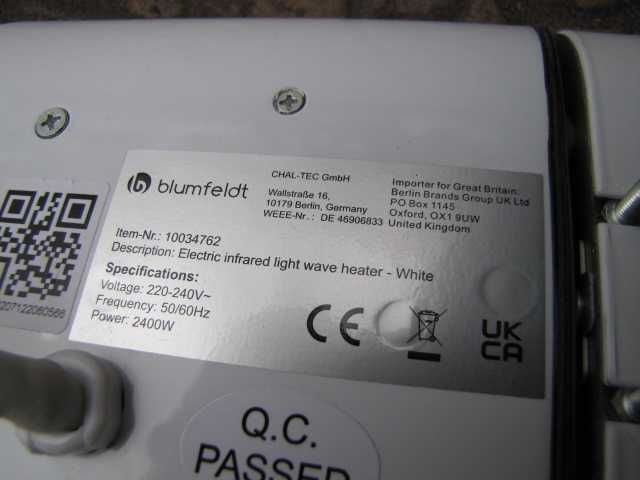 blumfeldt
CHAL-TEC GmbH
Wallstraße 16,
10179 Berlin, Germany
WEEE-Nr.: DE 46906833
Importer for Great Britain:
Berlin Brands Group UK Ltd
PO Box 1145
Oxford, OX1 9UW
United Kingdom
Item-Nr.: 10034762
Description: Electric infrared light wave heater - White
Specifications:
Voltage: 220-240V~
Frequency: 50/60Hz
Power: 2400W
CE
UK
CA
Q.C.
PASSED